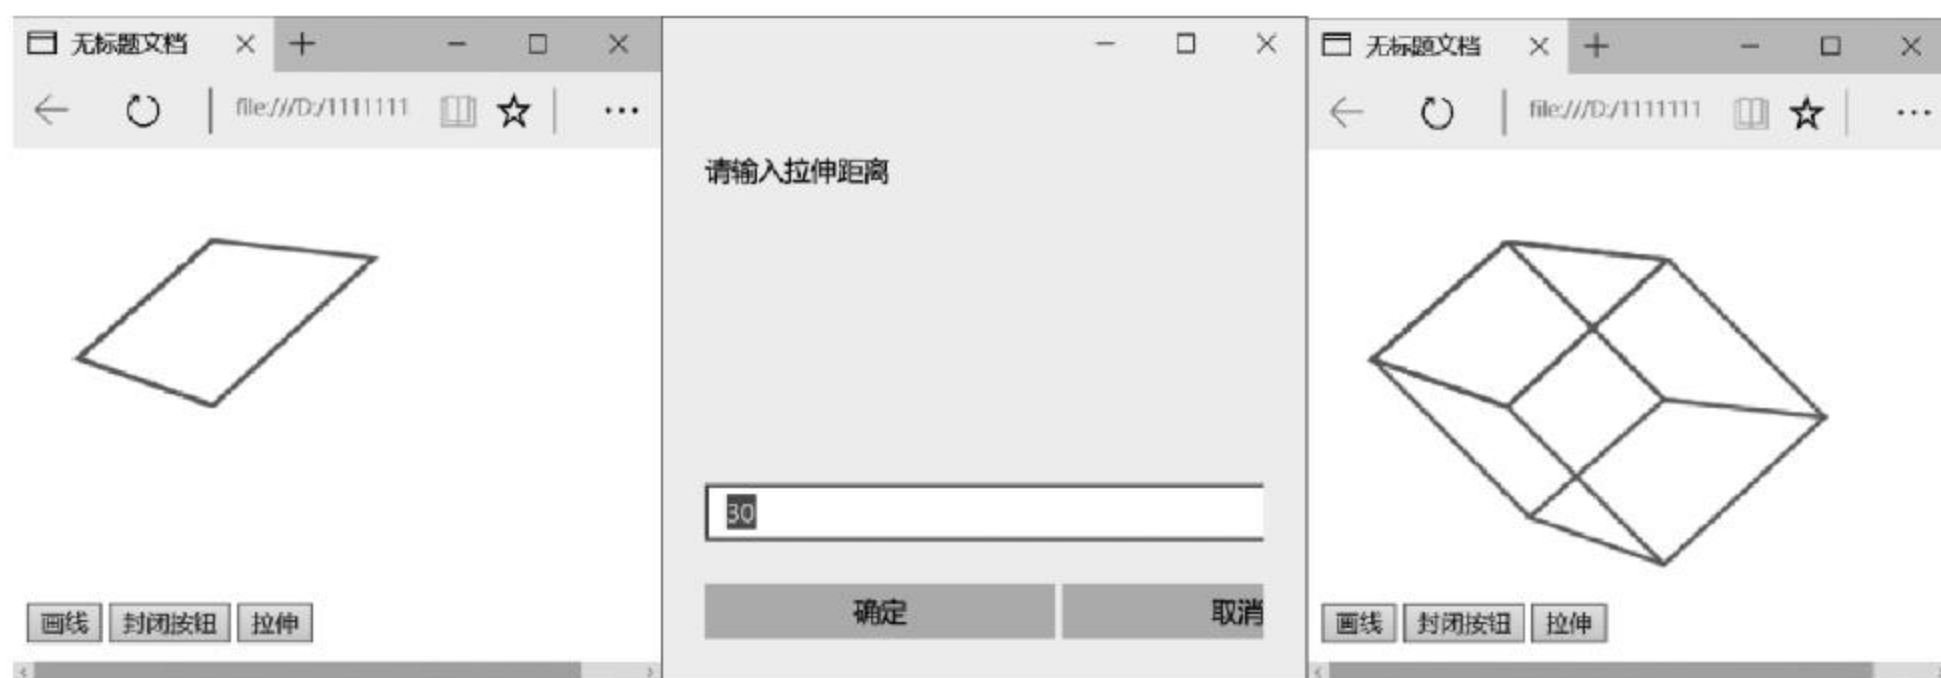 无标题文档
file:///D:/1111111
画线 封闭按钮 拉伸
请输入拉伸距离
30
确定 取消
无标题文档
file:///D:/1111111
画线 封闭按钮 拉伸